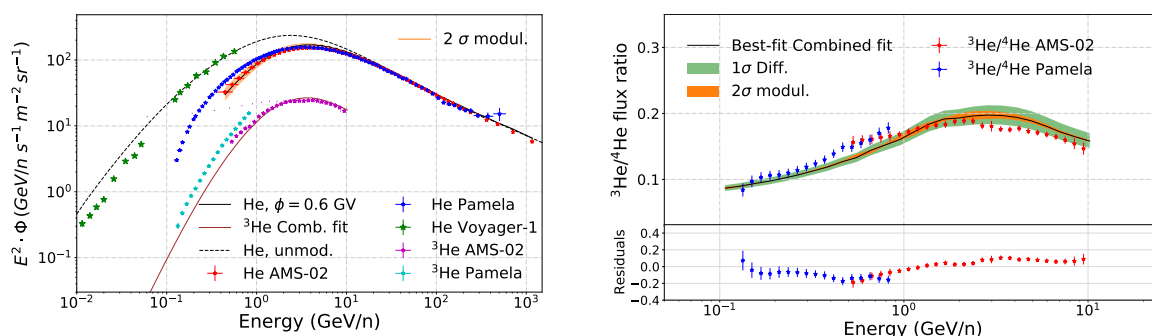 E² · Φ (GeV/n s⁻¹ m⁻² sr⁻¹)
10²
10¹
10⁰
10⁻¹
2 σ modul.
He, ϕ = 0.6 GV
³He Comb. fit
He, unmod.
He AMS-02
He Pamela
He Voyager-1
³He AMS-02
³He Pamela
10⁻² 10⁻¹ 10⁰ 10¹ 10² 10³
Energy (GeV/n)
³He/⁴He flux ratio
0.3
0.2
0.1
Best-fit Combined fit
1σ Diff.
2σ modul.
³He/⁴He AMS-02
³He/⁴He Pamela
Residuals
0.4
0.2
0.0
−0.2
−0.4
10⁻¹ 10⁰ 10¹
Energy (GeV/n)